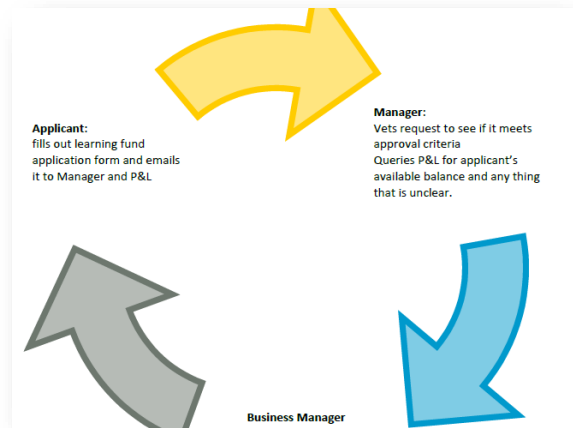 Applicant:
fills out learning fund
application form and emails
it to Manager and P&L
Manager:
Vets request to see if it meets
approval criteria
Queries P&L for applicant's
available balance and any thing
that is unclear.
Business Manager